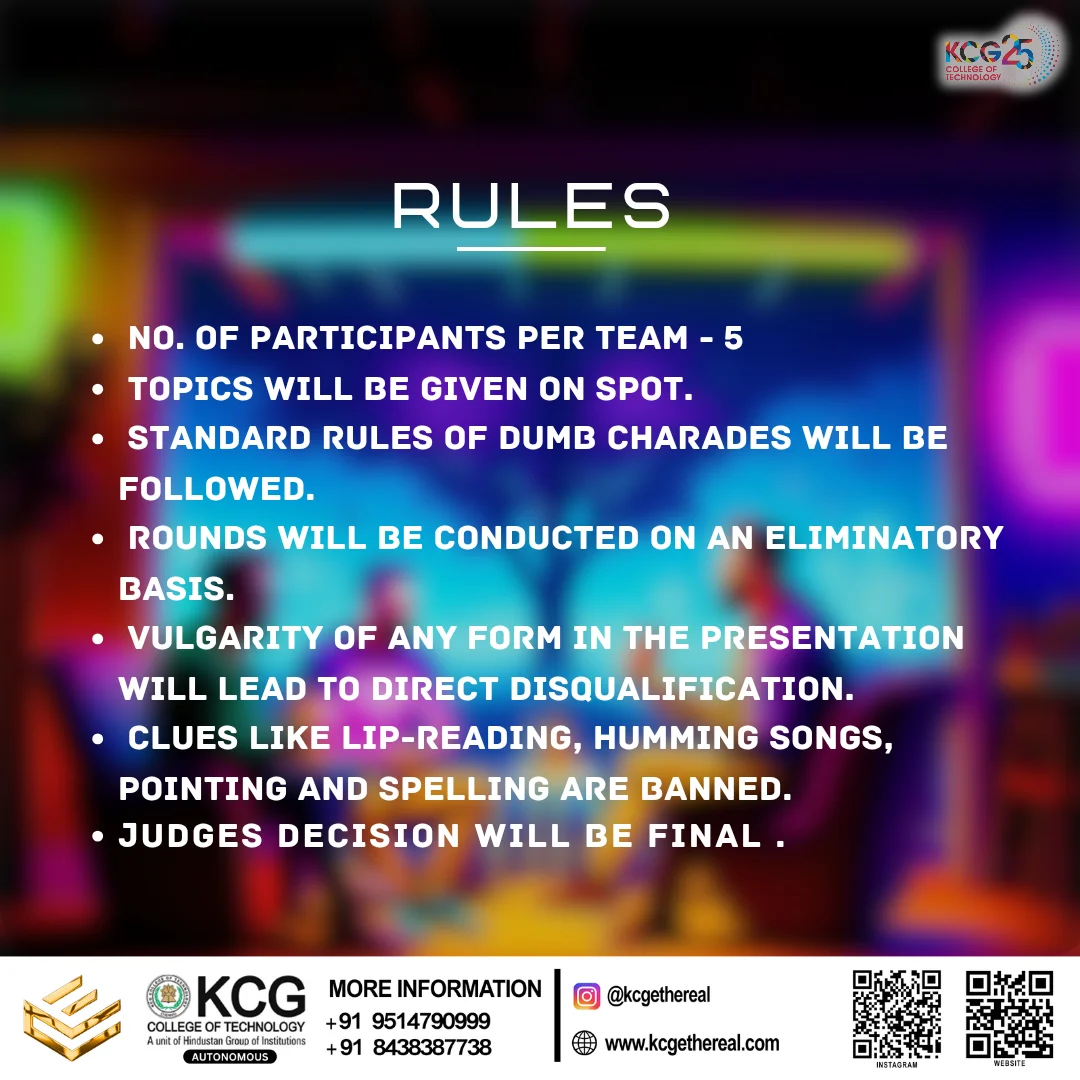 KCG25
COLLEGE OF
TECHNOLOGY
RULES
• NO. OF PARTICIPANTS PER TEAM - 5
• TOPICS WILL BE GIVEN ON SPOT.
• STANDARD RULES OF DUMB CHARADES WILL BE
FOLLOWED.
• ROUNDS WILL BE CONDUCTED ON AN ELIMINATORY
BASIS.
• VULGARITY OF ANY FORM IN THE PRESENTATION
WILL LEAD TO DIRECT DISQUALIFICATION.
• CLUES LIKE LIP-READING, HUMMING SONGS,
POINTING AND SPELLING ARE BANNED.
• JUDGES DECISION WILL BE FINAL .
KCG
COLLEGE OF TECHNOLOGY
A unit of Hindustan Group of Institutions
AUTONOMOUS
MORE INFORMATION
+91 9514790999
+91 8438387738
@kcgethereal
www.kcgethereal.com
INSTAGRAM
WEBSITE